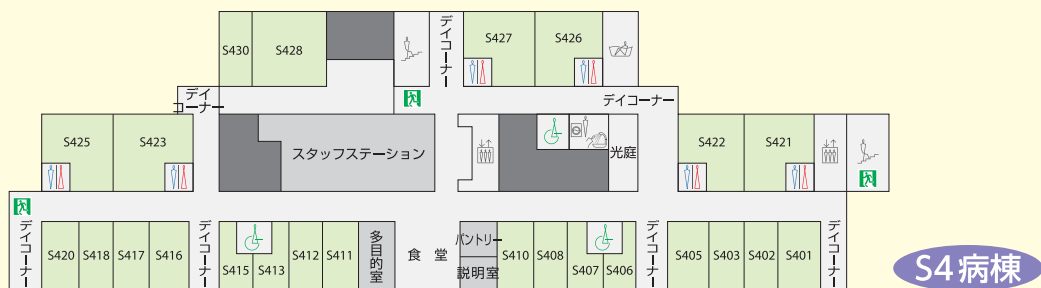 S430
S428
デイコーナー
S427
S426
デイ
コーナー
デイコーナー
S425
S423
スタッフステーション
光庭
S422
S421
デイコーナー
S420
S418
S417
S416
デイコーナー
S415
S413
S412
S411
多目的室
食堂
パントリー
説明室
S410
S408
S407
S406
デイコーナー
S405
S403
S402
S401
デイコーナー
S4病棟